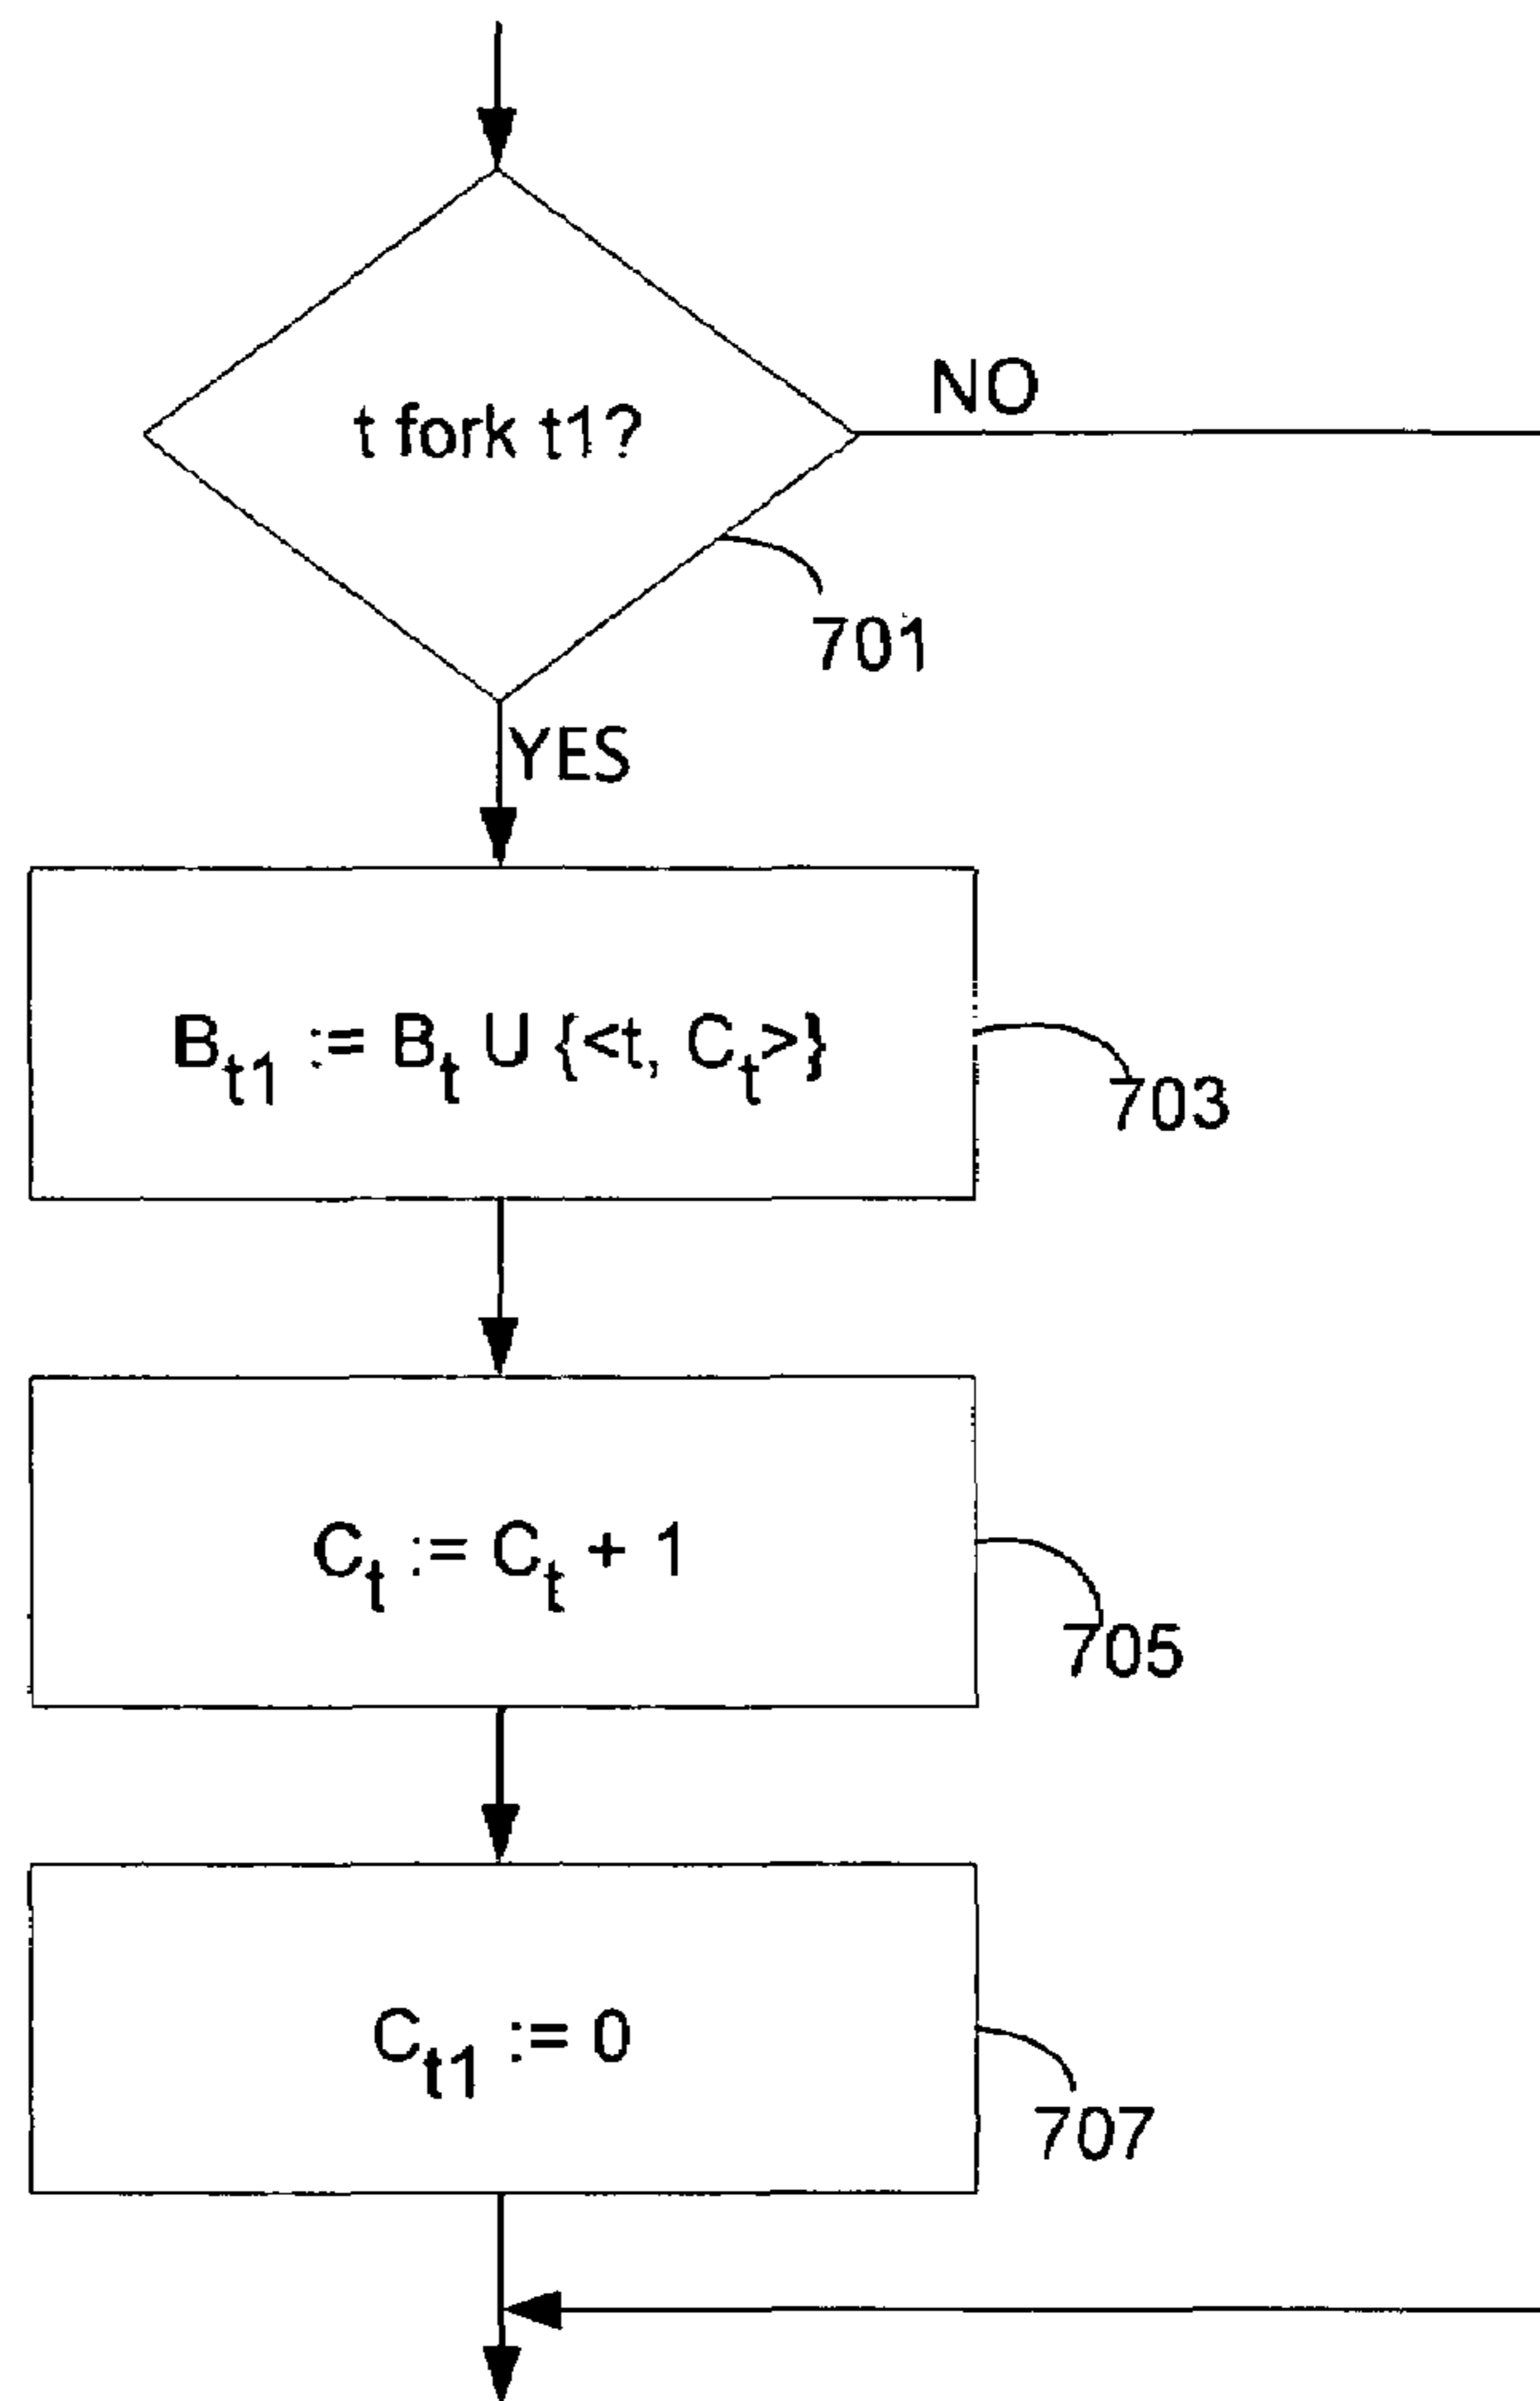 NO
t fork t1?
701
YES
B_t1 := B_t U {<t, C_t>}
703
C_t := C_t + 1
705
C_t1 := 0
707